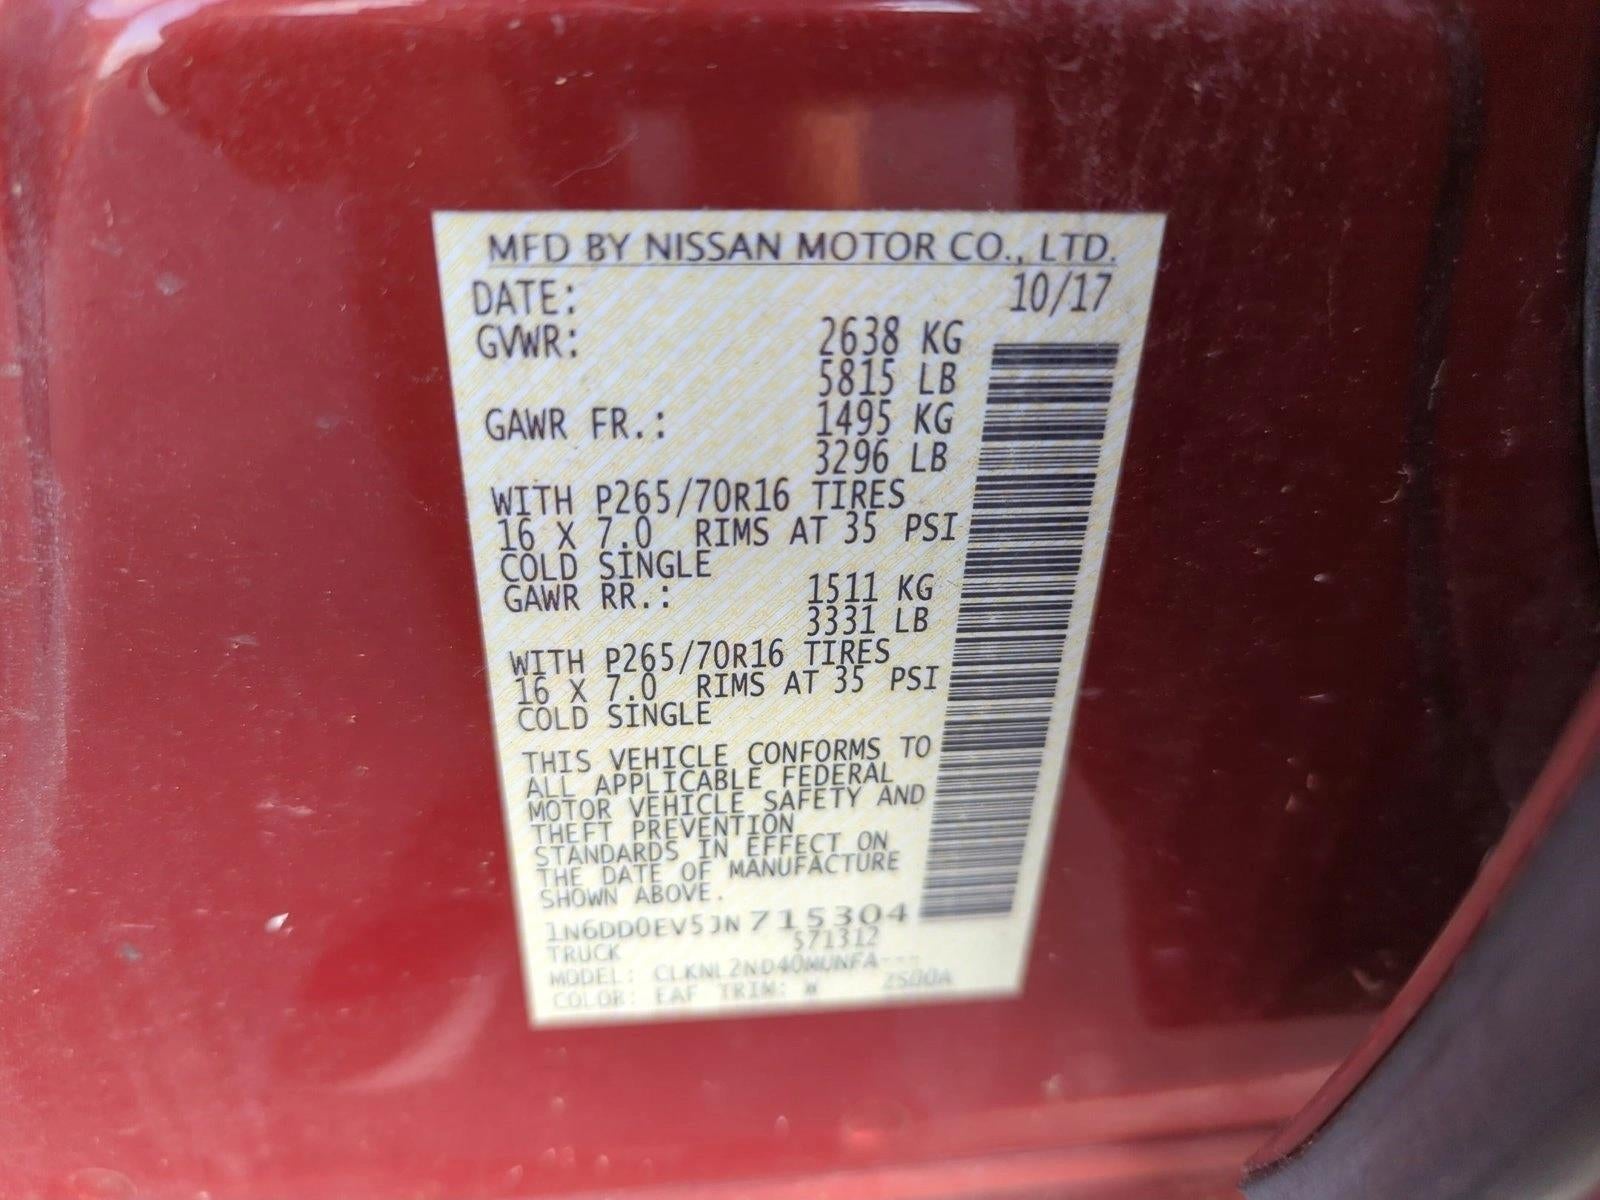 MFD BY NISSAN MOTOR CO., LTD.
DATE: 10/17
GVWR: 2638 KG
5815 LB
GAWR FR.: 1495 KG
3296 LB
WITH P265/70R16 TIRES
16 X 7.0 RIMS AT 35 PSI
COLD SINGLE
GAWR RR.: 1511 KG
3331 LB
WITH P265/70R16 TIRES
16 X 7.0 RIMS AT 35 PSI
COLD SINGLE
THIS VEHICLE CONFORMS TO
ALL APPLICABLE FEDERAL
MOTOR VEHICLE SAFETY AND
THEFT PREVENTION
STANDARDS IN EFFECT ON
THE DATE OF MANUFACTURE
SHOWN ABOVE.
1N6DD0EV5JN715304
TRUCK 571312
MODEL:
COLOR: EAF TRIM: